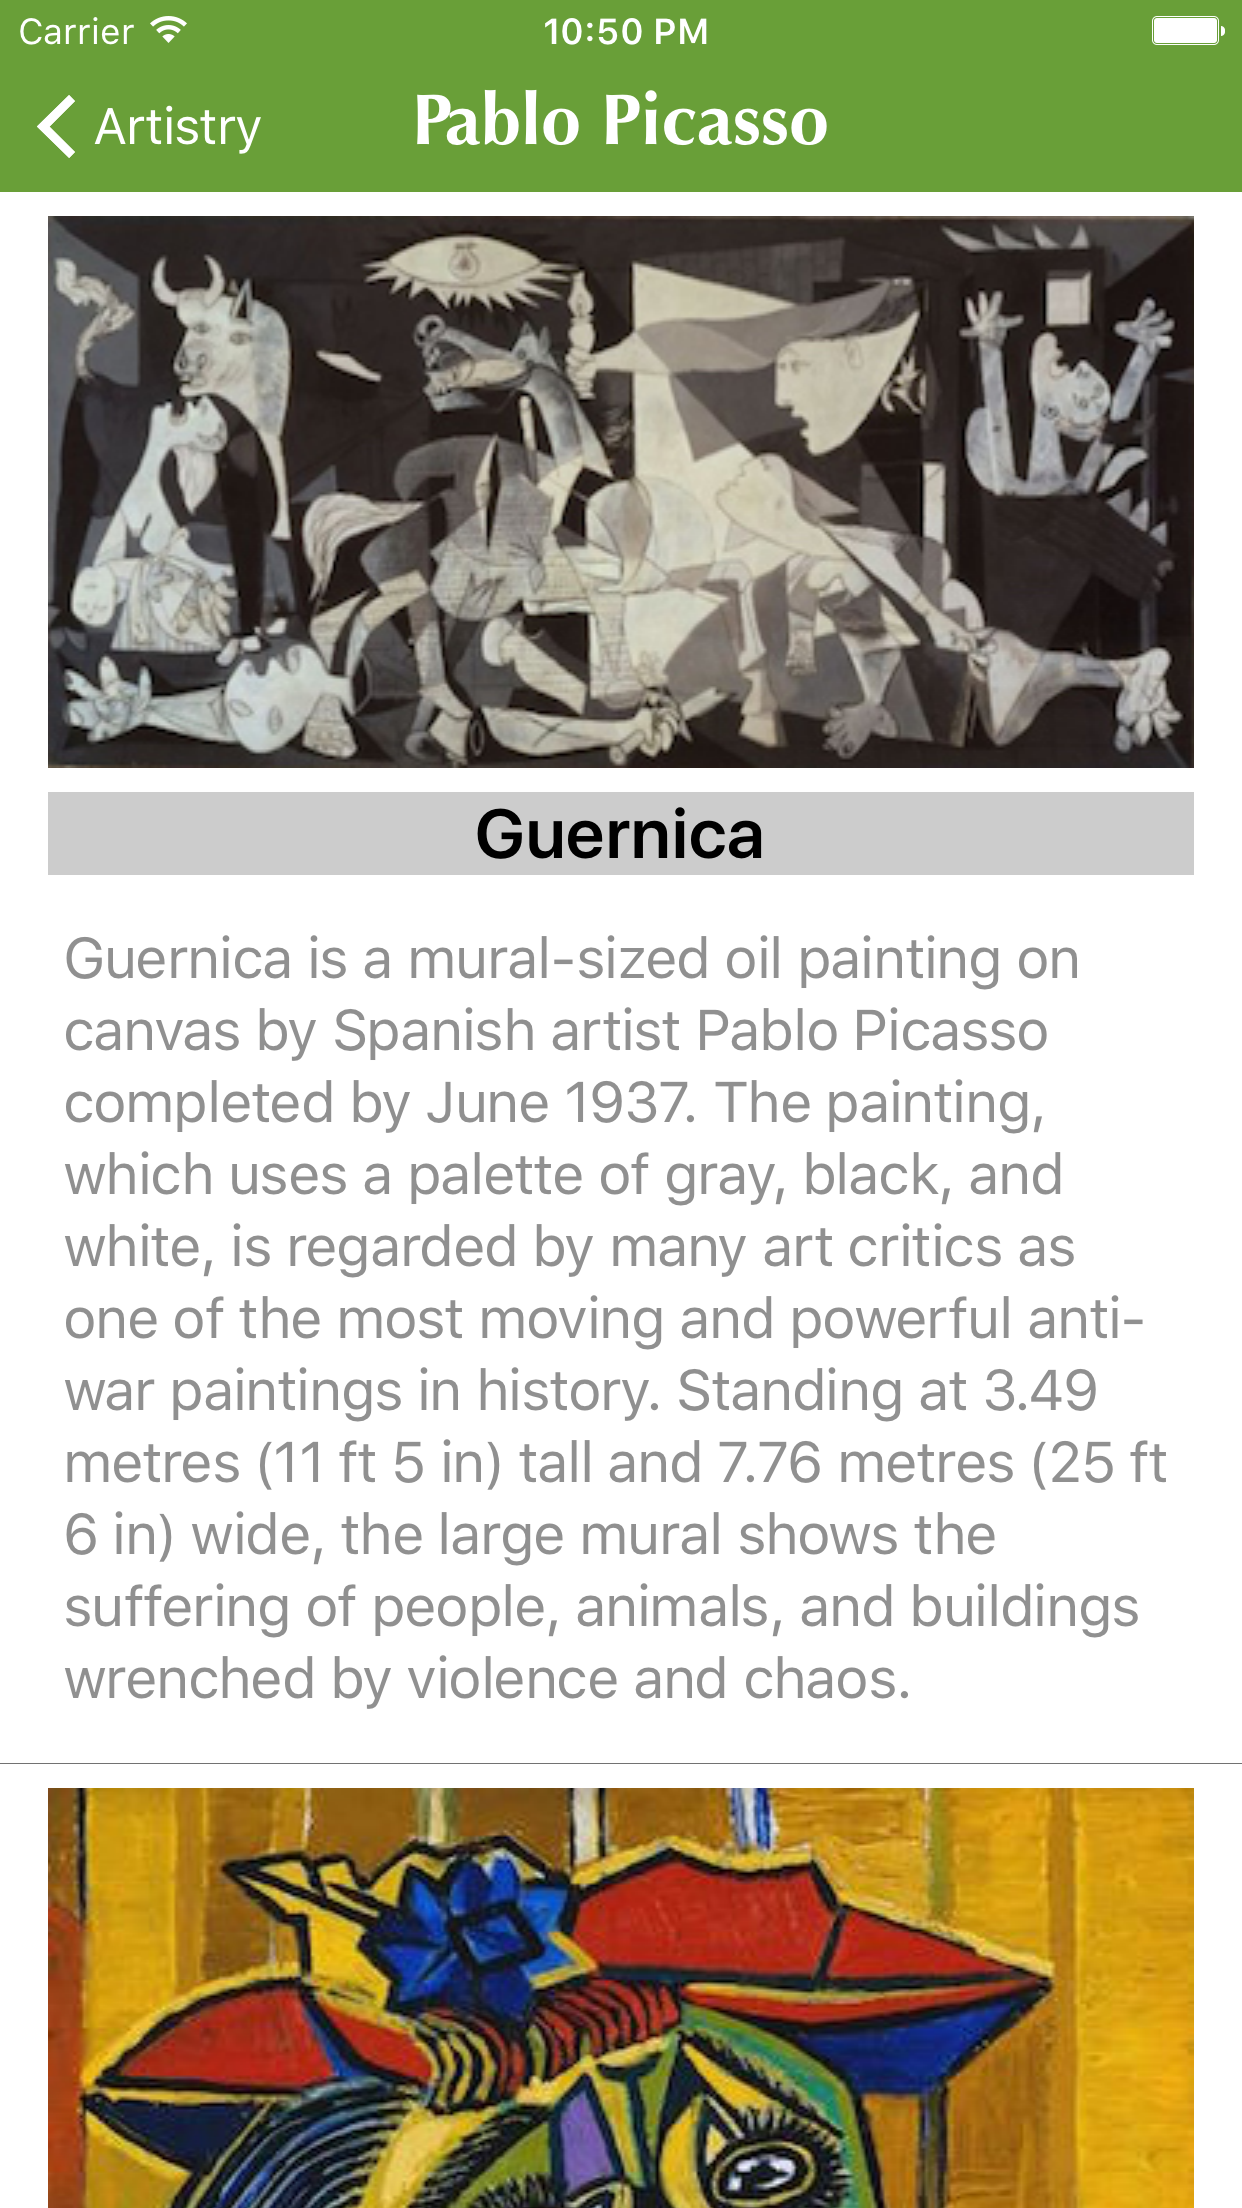 Carrier
10:50 PM
Artistry
Pablo Picasso
Guernica
Guernica is a mural-sized oil painting on
canvas by Spanish artist Pablo Picasso
completed by June 1937. The painting,
which uses a palette of gray, black, and
white, is regarded by many art critics as
one of the most moving and powerful anti-
war paintings in history. Standing at 3.49
metres (11 ft 5 in) tall and 7.76 metres (25 ft
6 in) wide, the large mural shows the
suffering of people, animals, and buildings
wrenched by violence and chaos.